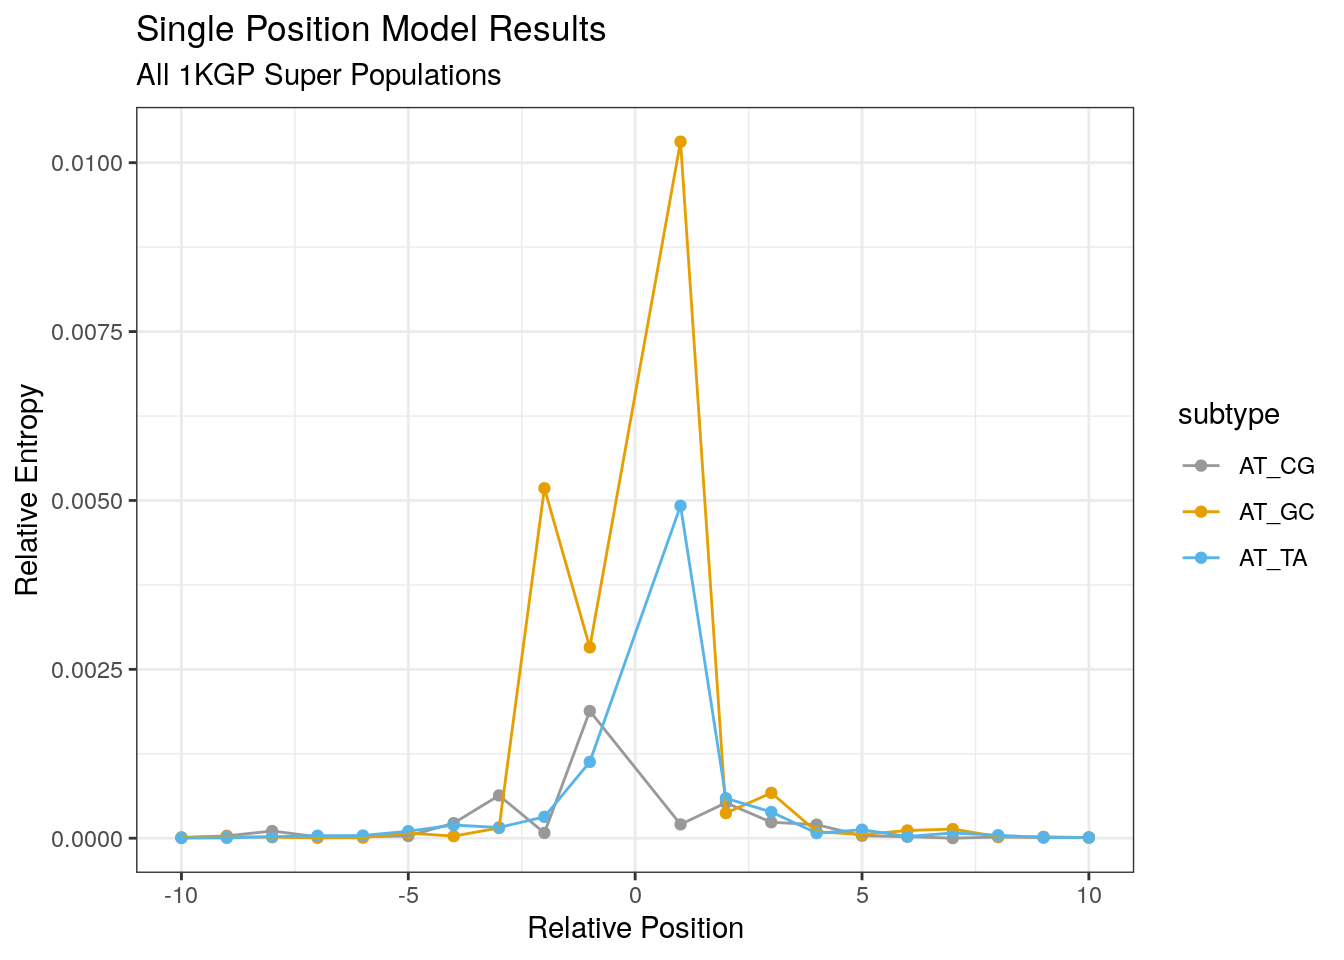 Single Position Model Results
All 1KGP Super Populations
0.0100
0.0075
0.0050
0.0025
0.0000
Relative Entropy
-10
-5
0
5
10
Relative Position
subtype
AT_CG
AT_GC
AT_TA